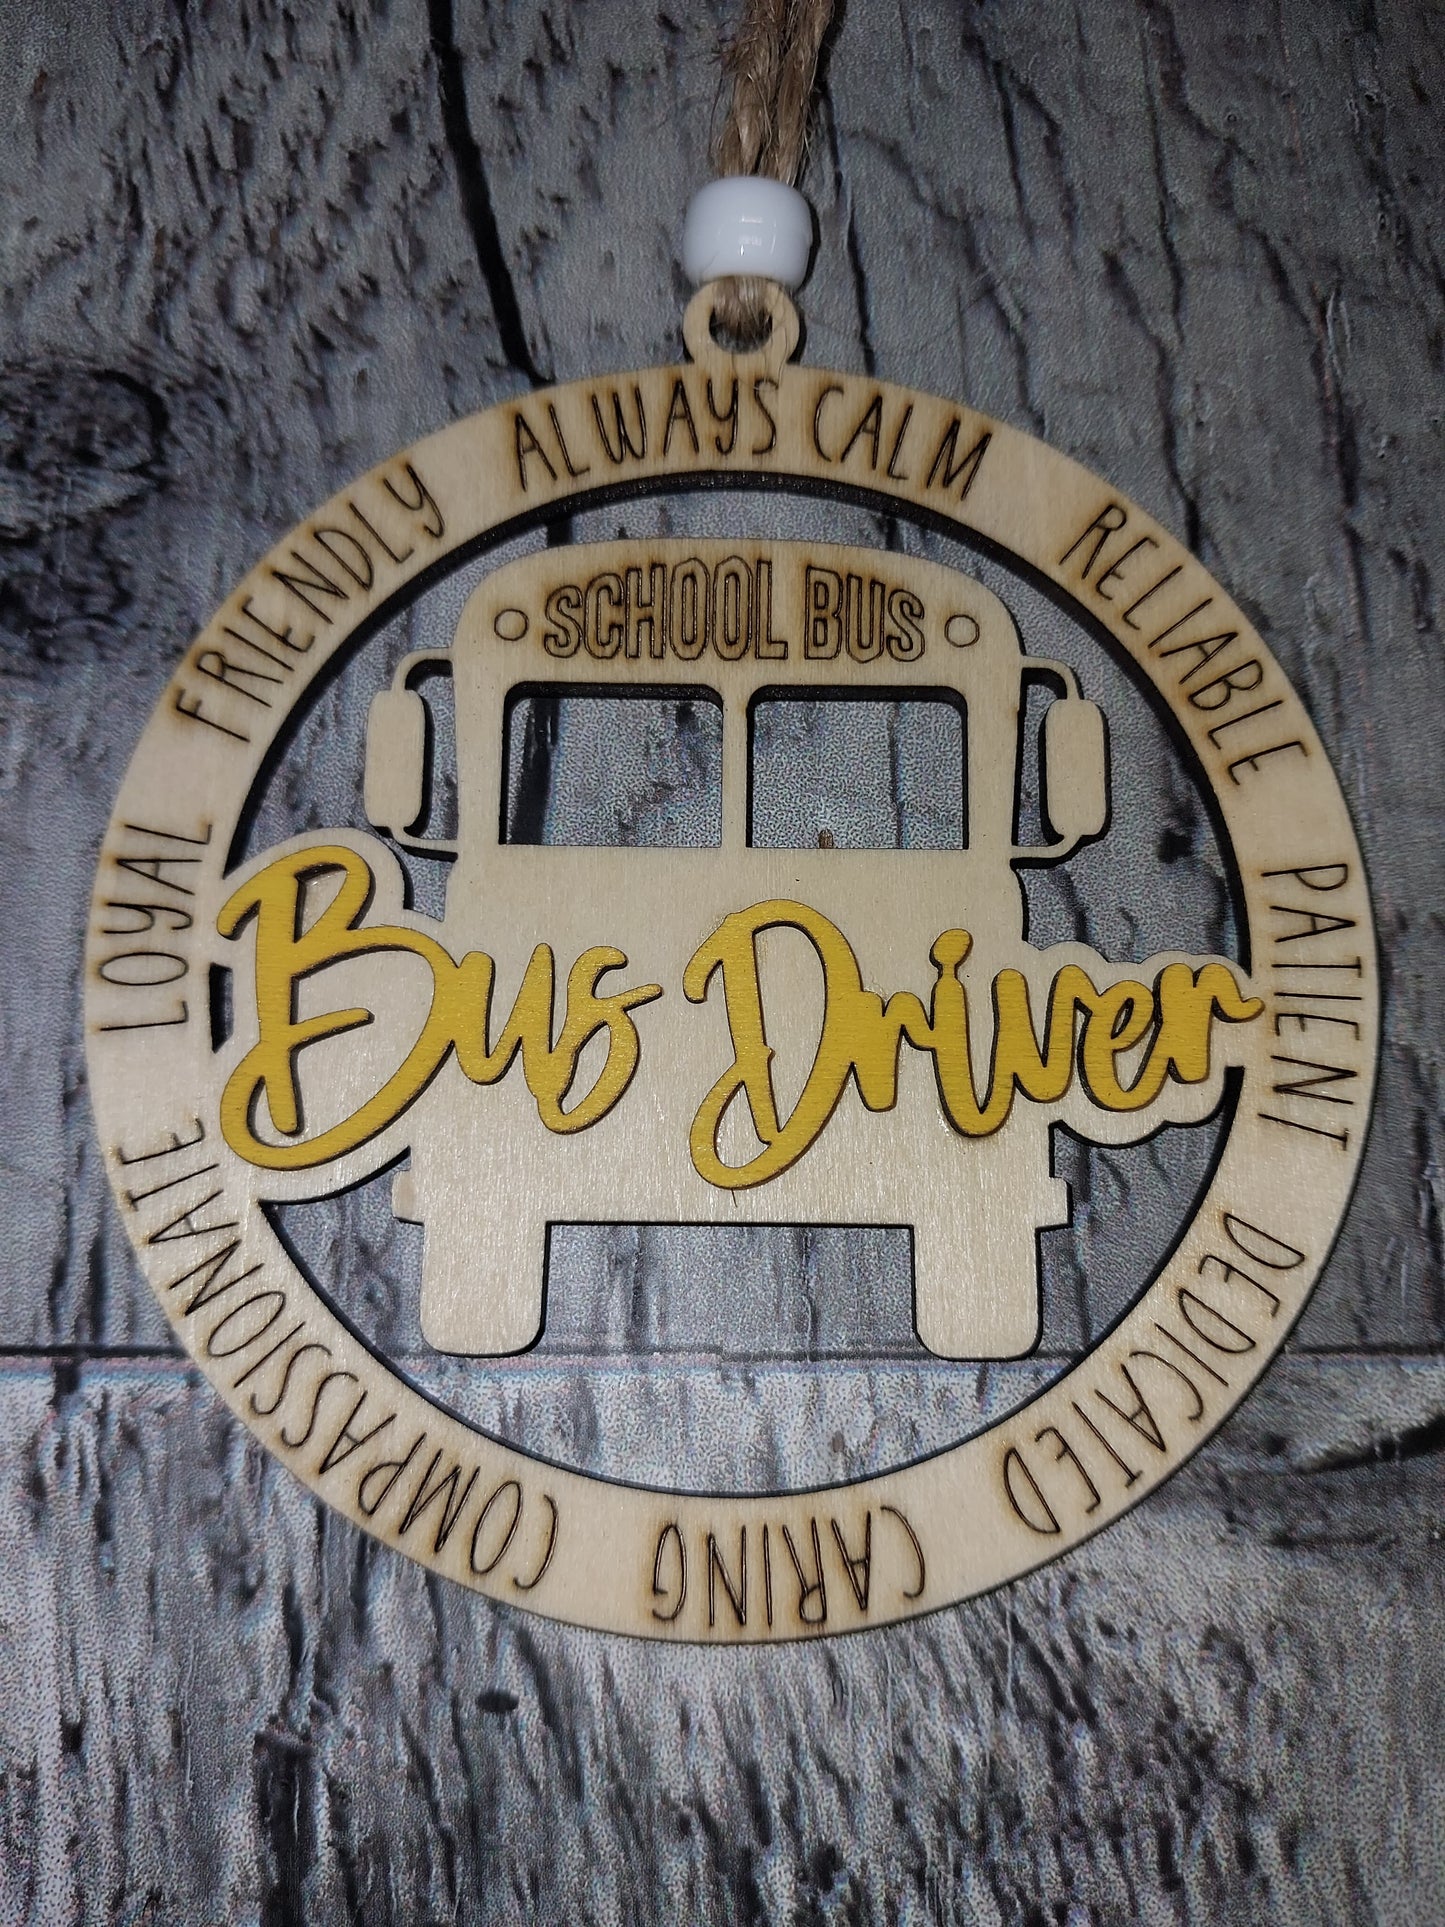 ALWAYS CALM
RELIABLE
PATIENT
DEDICATED
CARING
COMPASSIONATE
LOYAL
FRIENDLY
SCHOOL BUS
Bus Driver